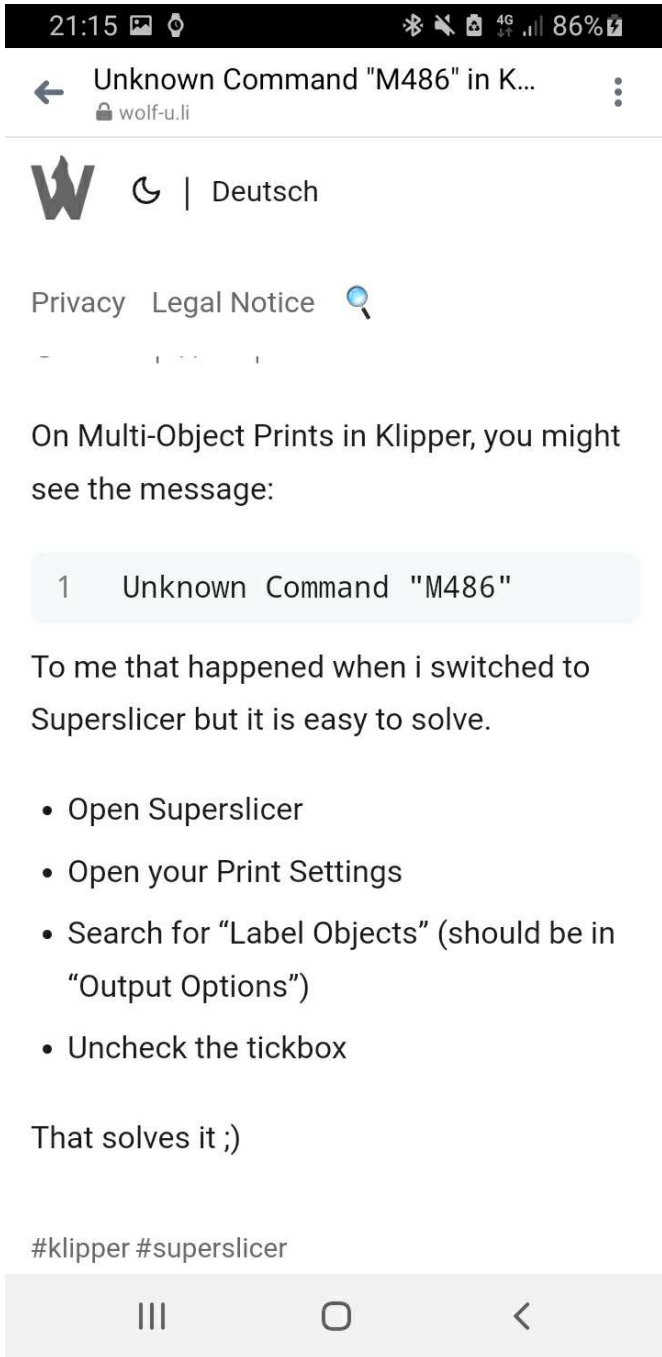 21:15 4G 86%
Unknown Command "M486" in K...
wolf-u.li
W | Deutsch
Privacy Legal Notice
On Multi-Object Prints in Klipper, you might
see the message:
1 Unknown Command "M486"
To me that happened when i switched to
Superslicer but it is easy to solve.
• Open Superslicer
• Open your Print Settings
• Search for “Label Objects” (should be in
“Output Options”)
• Uncheck the tickbox
That solves it ;)
#klipper #superslicer